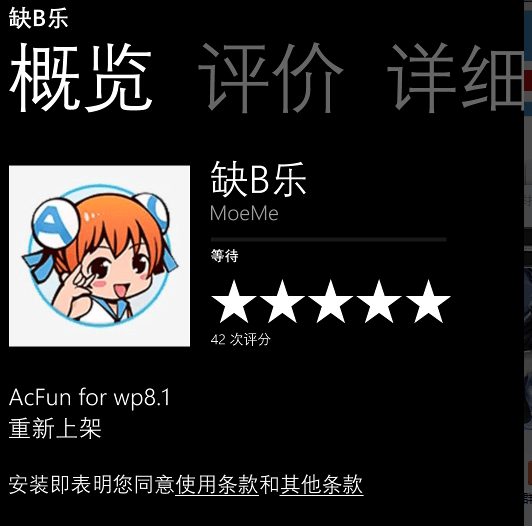 缺B乐
概览 评价 详细
缺B乐
MoeMe
等待
42 次评分
A
AcFun for wp8.1
重新上架
安装即表明您同意使用条款和其他条款